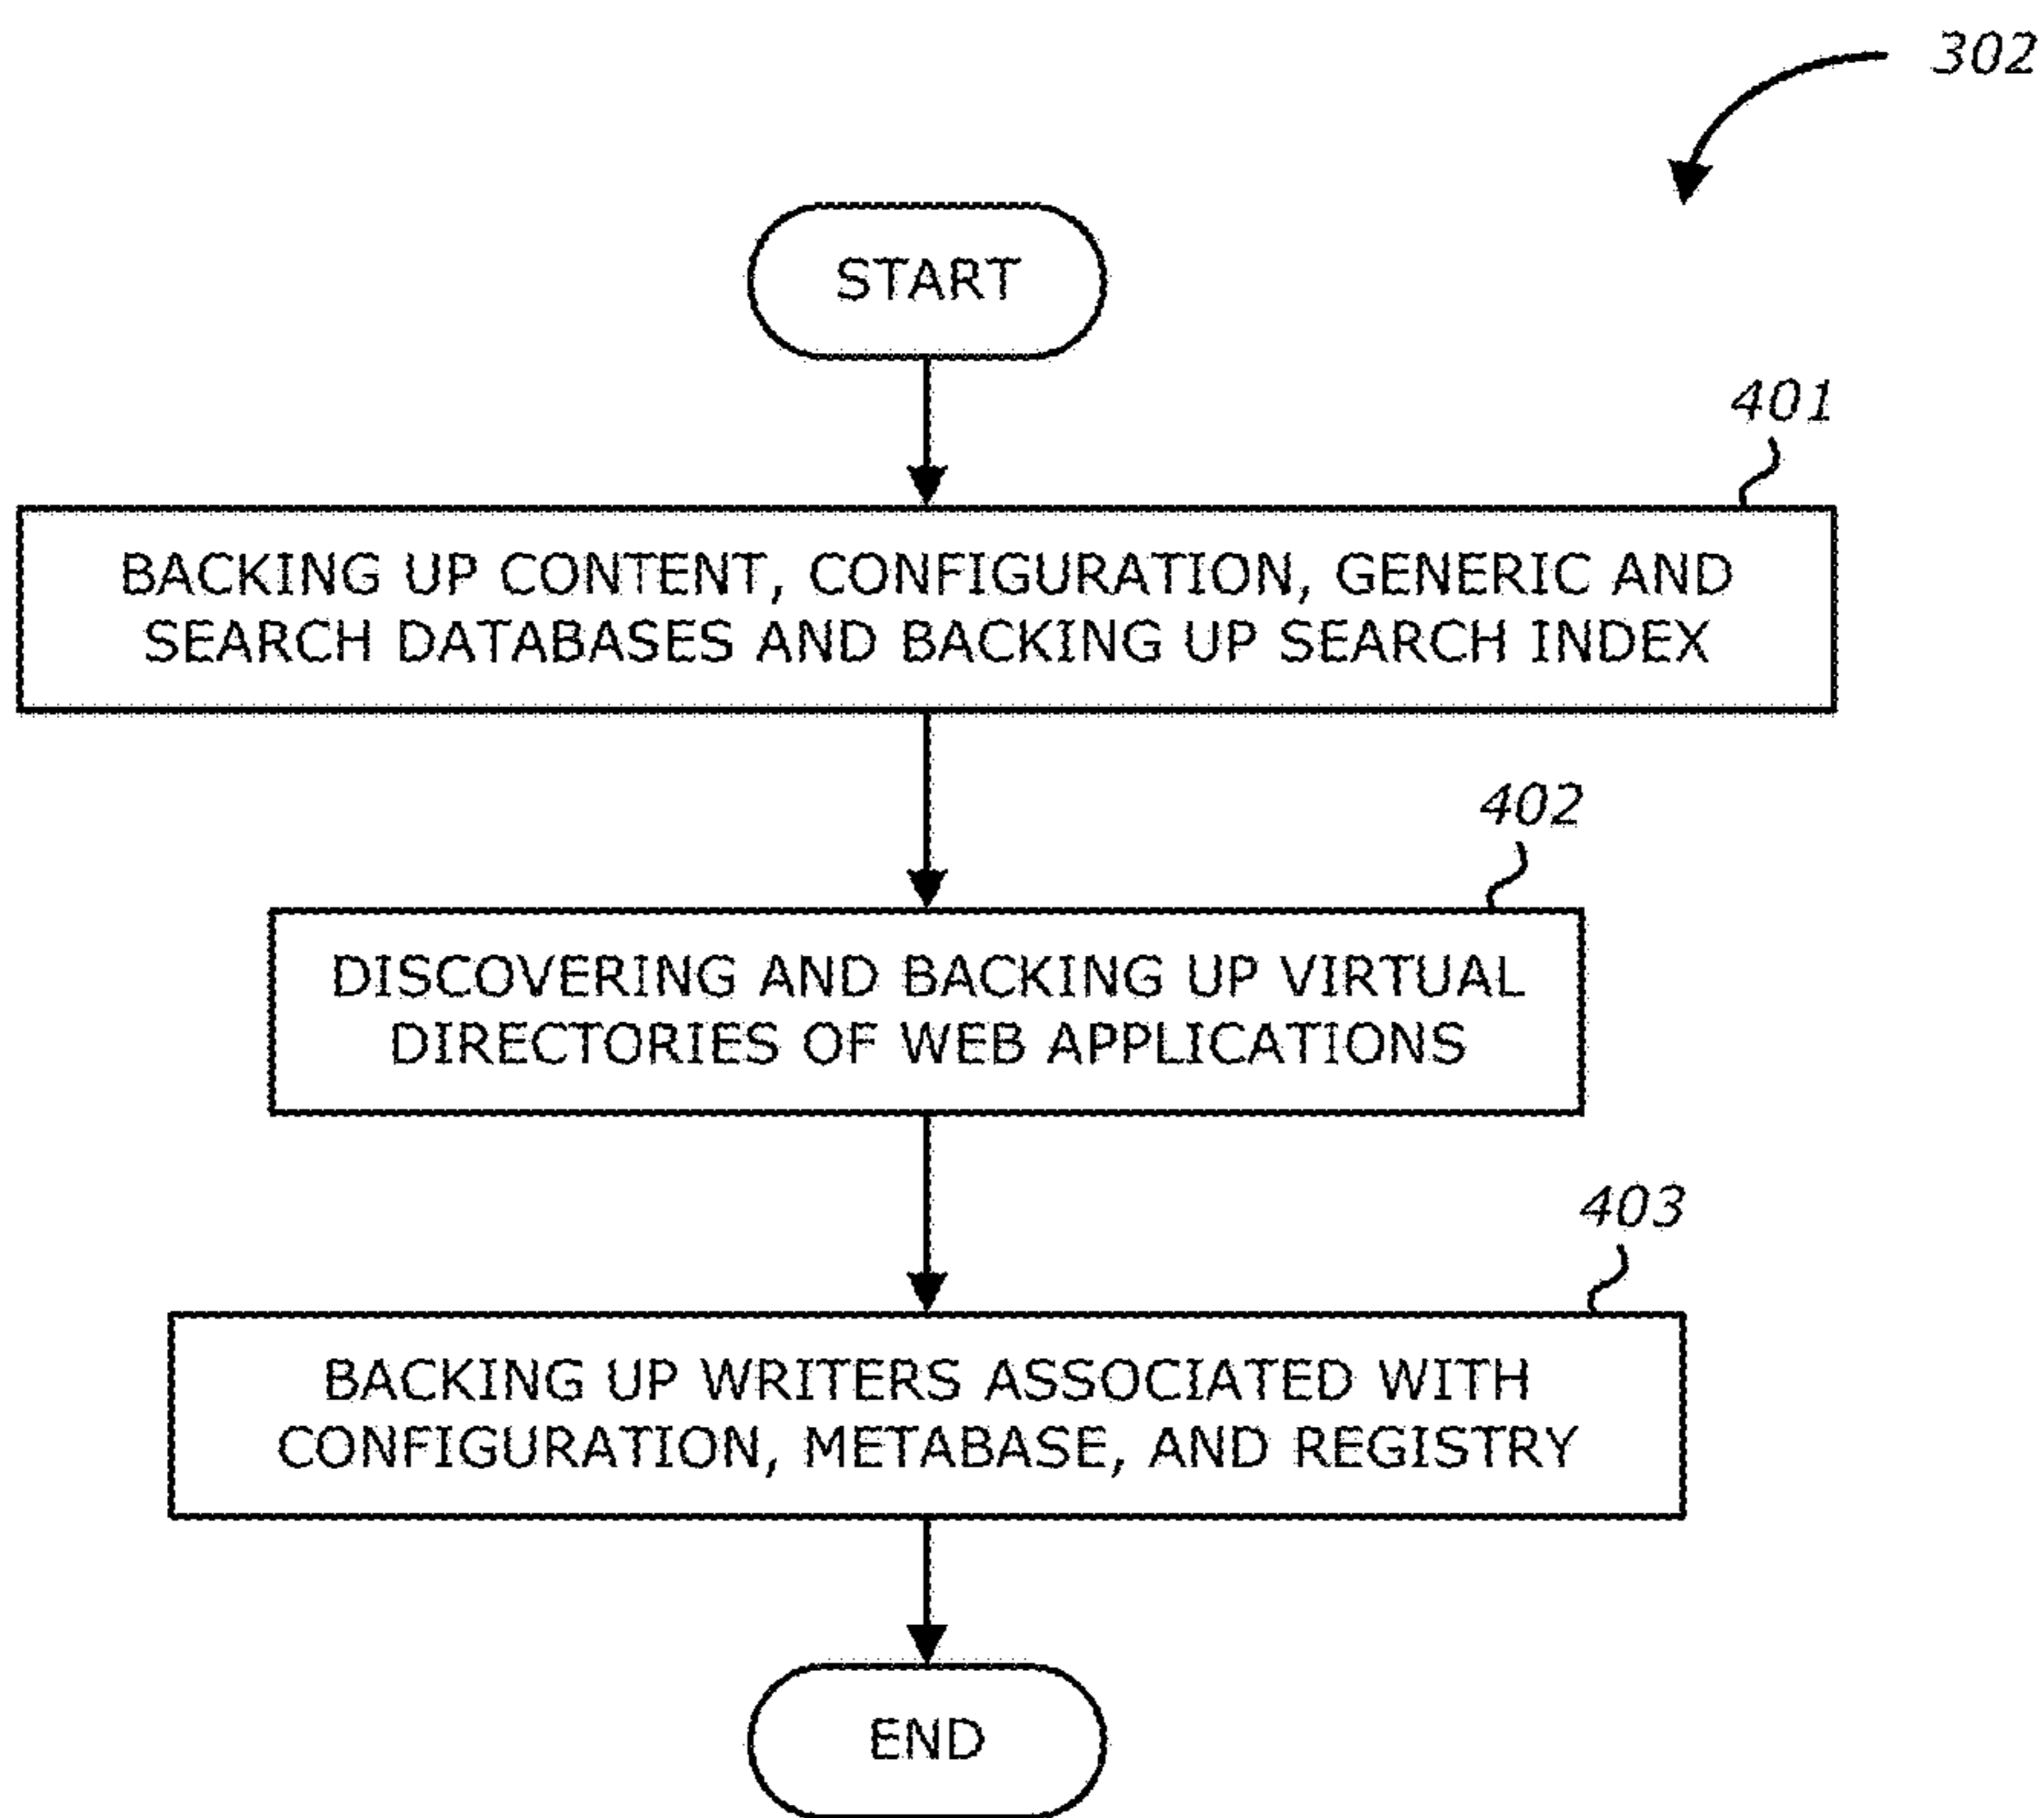 302
START
401
BACKING UP CONTENT, CONFIGURATION, GENERIC AND
SEARCH DATABASES AND BACKING UP SEARCH INDEX
402
DISCOVERING AND BACKING UP VIRTUAL
DIRECTORIES OF WEB APPLICATIONS
403
BACKING UP WRITERS ASSOCIATED WITH
CONFIGURATION, METABASE, AND REGISTRY
END